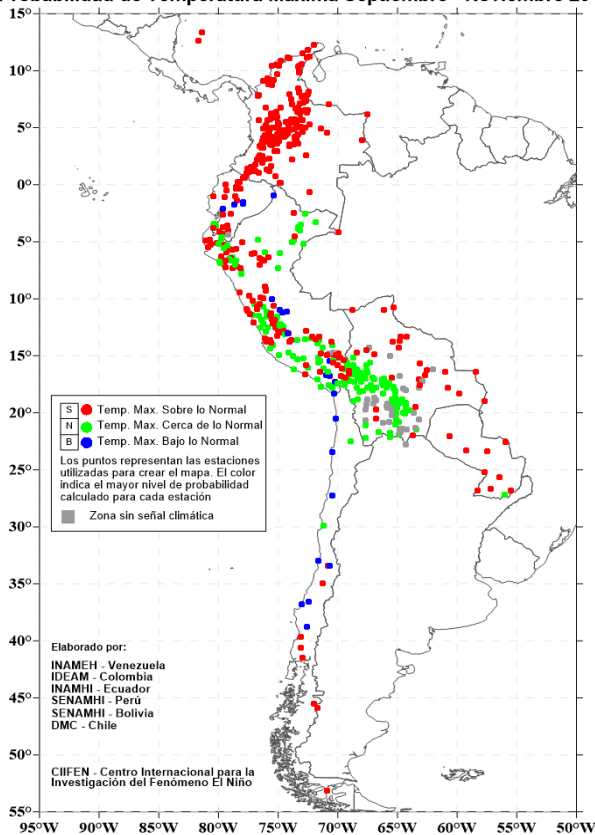 Probabilidad de Temperatura Máxima Septiembre - Noviembre 20
15°
10°
5°
0°
5°
10°
15°
20°
25°
30°
35°
40°
45°
50°
55°
S Temp. Max. Sobre lo Normal
N Temp. Max. Cerca de lo Normal
B Temp. Max. Bajo lo Normal
Los puntos representan las estaciones
utilizadas para crear el mapa. El color
indica el mayor nivel de probabilidad
calculado para cada estación
Zona sin señal climática
Elaborado por:
INAMEH - Venezuela
IDEAM - Colombia
INAMHI - Ecuador
SENAMHI - Perú
SENAMHI - Bolivia
DMC - Chile
CIIFEN - Centro Internacional para la
Investigación del Fenómeno El Niño
95°W 90°W 85°W 80°W 75°W 70°W 65°W 60°W 55°W 50°W